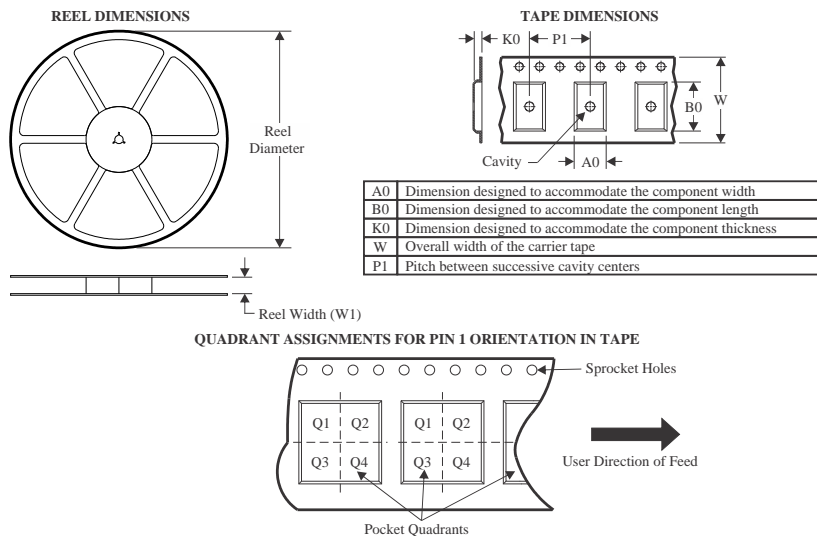 REEL DIMENSIONS
Reel
Diameter
Reel Width (W1)
TAPE DIMENSIONS
K0
P1
W
B0
Cavity
A0
A0 Dimension designed to accommodate the component width
B0 Dimension designed to accommodate the component length
K0 Dimension designed to accommodate the component thickness
W Overall width of the carrier tape
P1 Pitch between successive cavity centers
QUADRANT ASSIGNMENTS FOR PIN 1 ORIENTATION IN TAPE
Sprocket Holes
Q1 Q2 Q1 Q2
Q3 Q4 Q3 Q4
User Direction of Feed
Pocket Quadrants